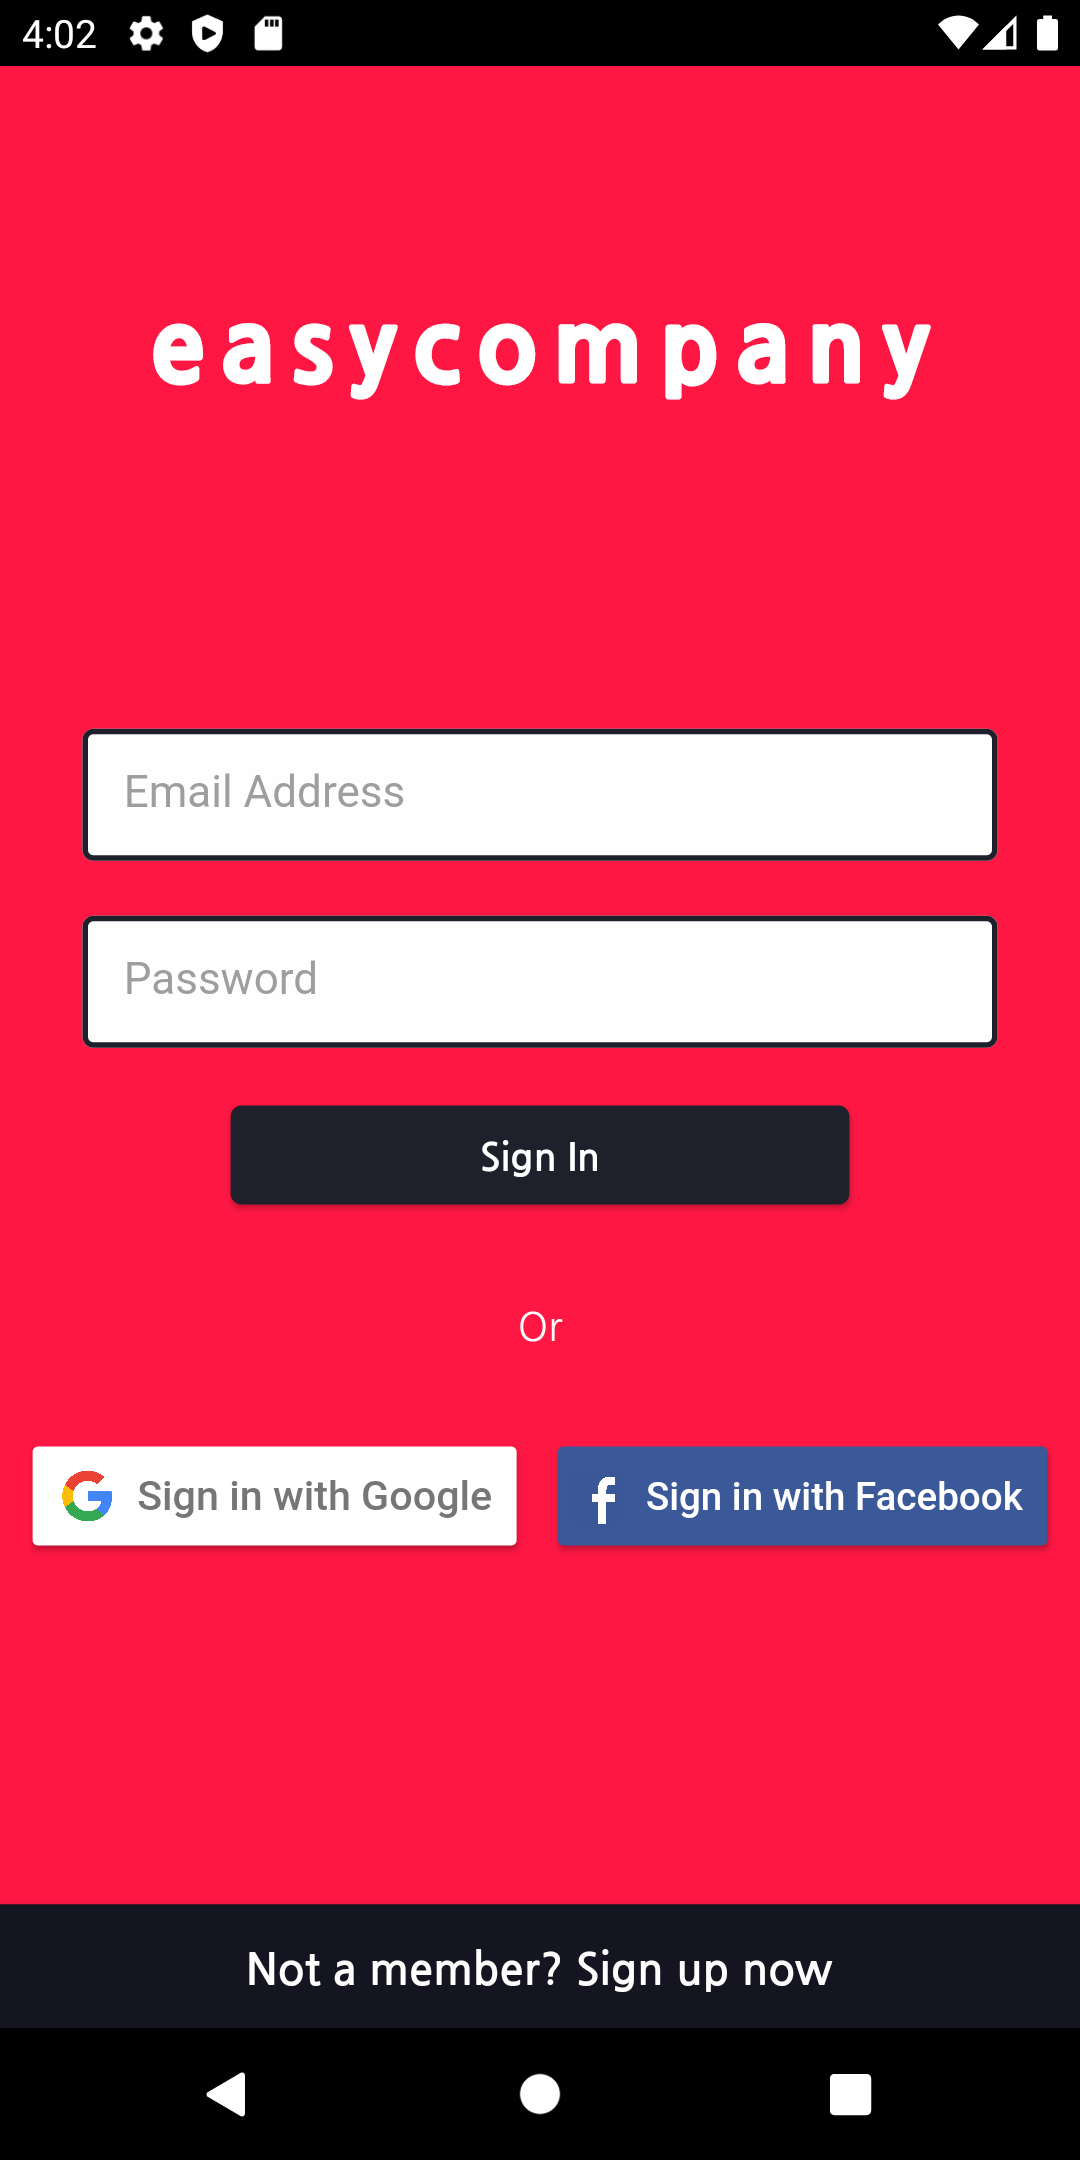 4:02
easycompany
Email Address
Password
Sign In
Or
Sign in with Google
Sign in with Facebook
Not a member? Sign up now